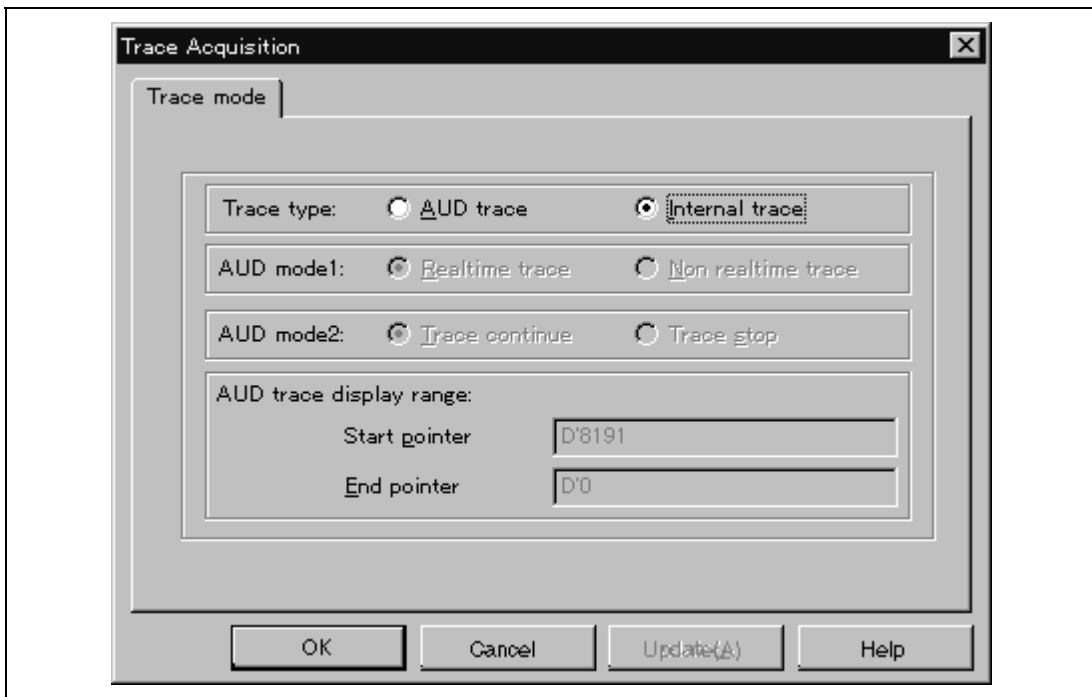 Trace Acquisition
Trace mode
Trace type: AUD trace Internal trace
AUD mode1: Realtime trace Non realtime trace
AUD mode2: Trace continue Trace stop
AUD trace display range:
Start pointer D'8191
End pointer D'0
OK Cancel Update(A) Help